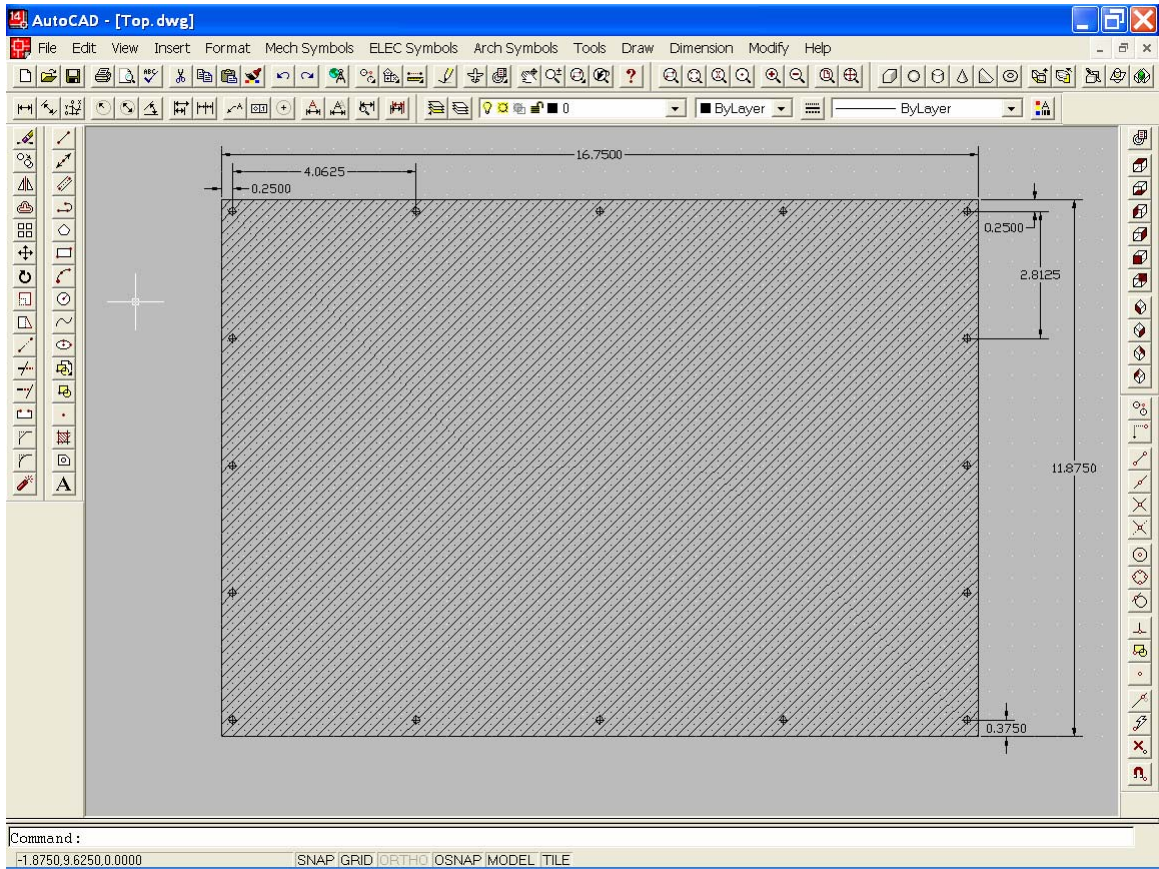 AutoCAD - [Top.dwg]
File Edit View Insert Format Mech Symbols ELEC Symbols Arch Symbols Tools Draw Dimension Modify Help
0 ByLayer ByLayer
16.7500
4.0625
0.2500
0.2500
2.8125
11.8750
0.3750
A
Command:
-1.8750,9.6250,0.0000 SNAP GRID ORTHO OSNAP MODEL TILE